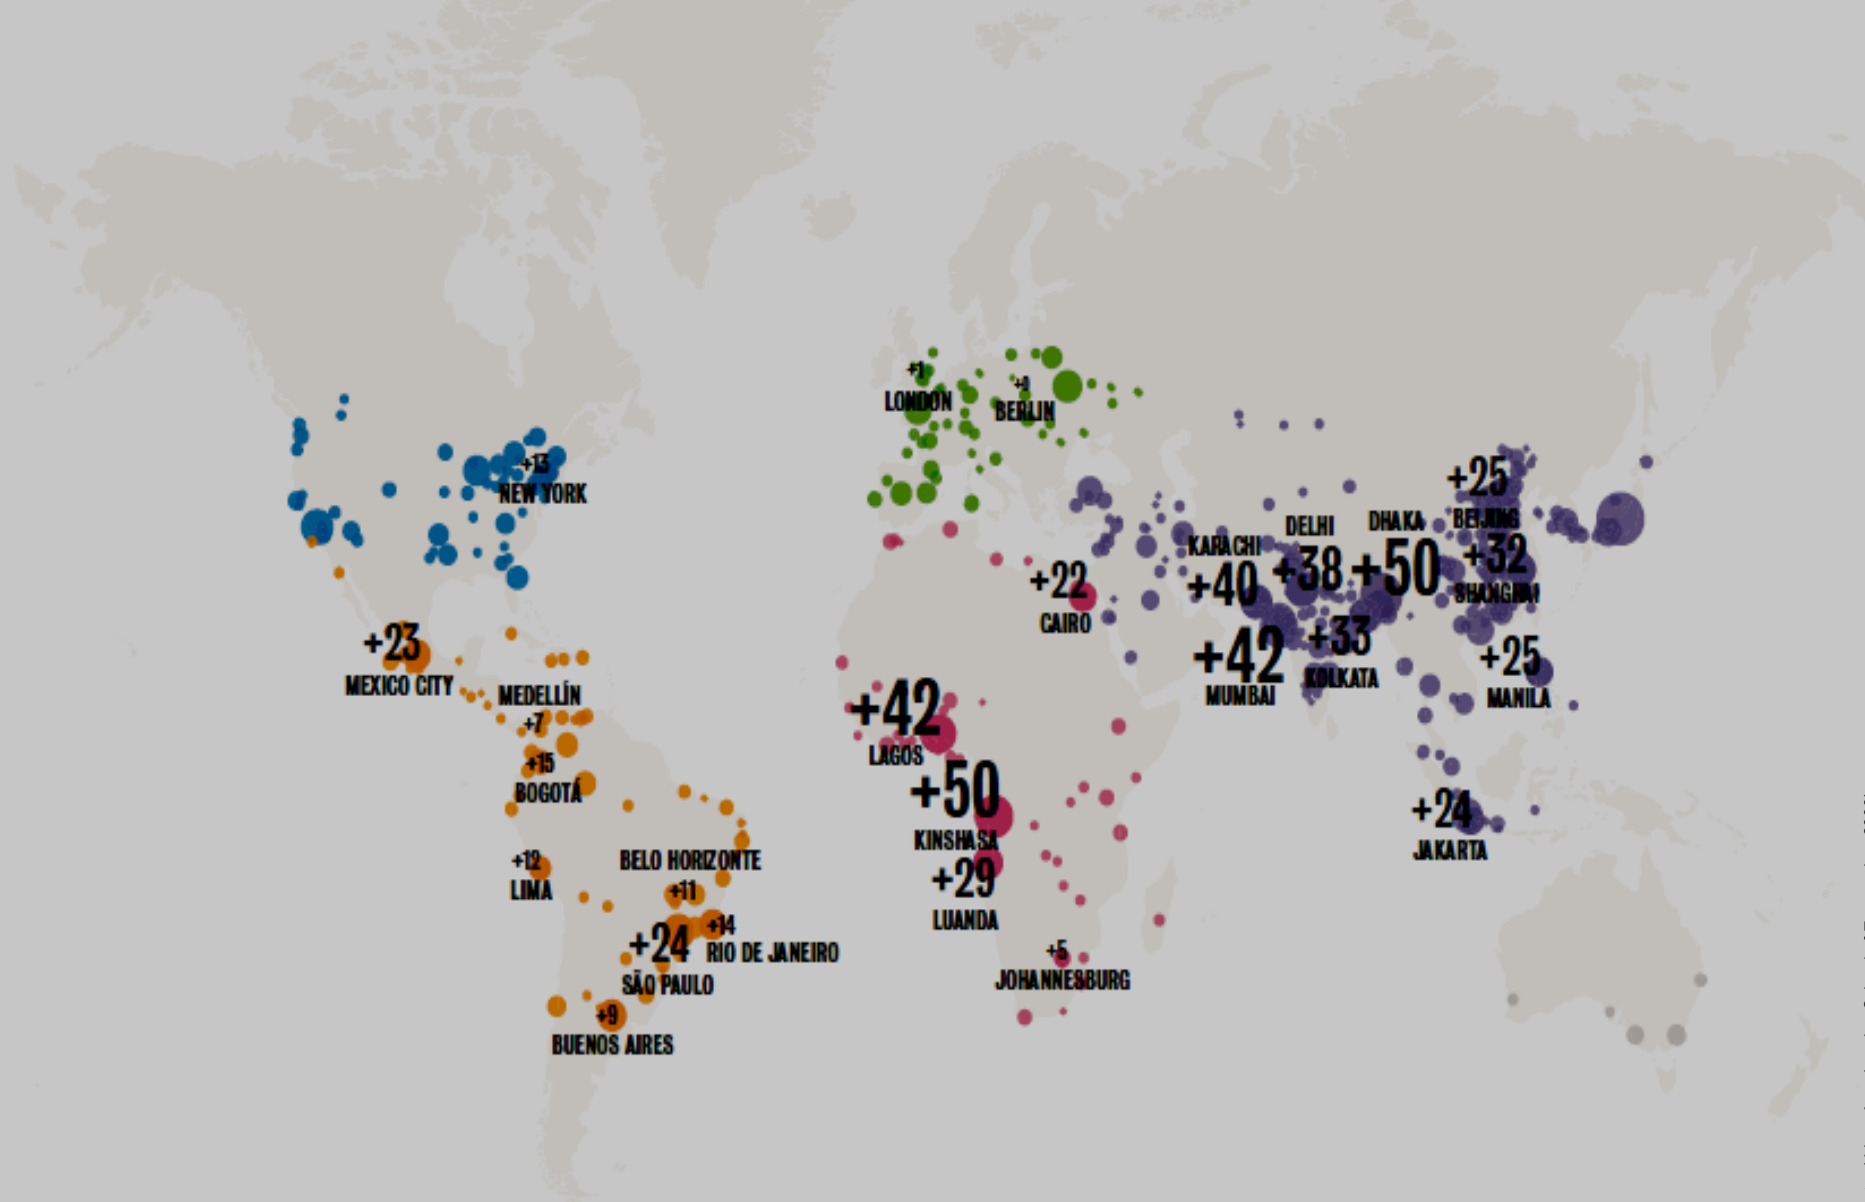 +1
LONDON
+0
BERLIN
+13
NEW YORK
+25
BEIJING
DELHI
DHAKA
KARACHI
+38
+50
+32
SHANGHAI
+40
+22
CAIRO
+23
MEXICO CITY
+33
KOLKATA
+42
MUMBAI
+25
MANILA
MEDELLÍN
+7
+42
LAGOS
+15
BOGOTÁ
+50
KINSHASA
+24
JAKARTA
+12
LIMA
BELO HORIZONTE
+11
+29
LUANDA
+14
RIO DE JANEIRO
+24
SÃO PAULO
+5
JOHANNESBURG
+9
BUENOS AIRES